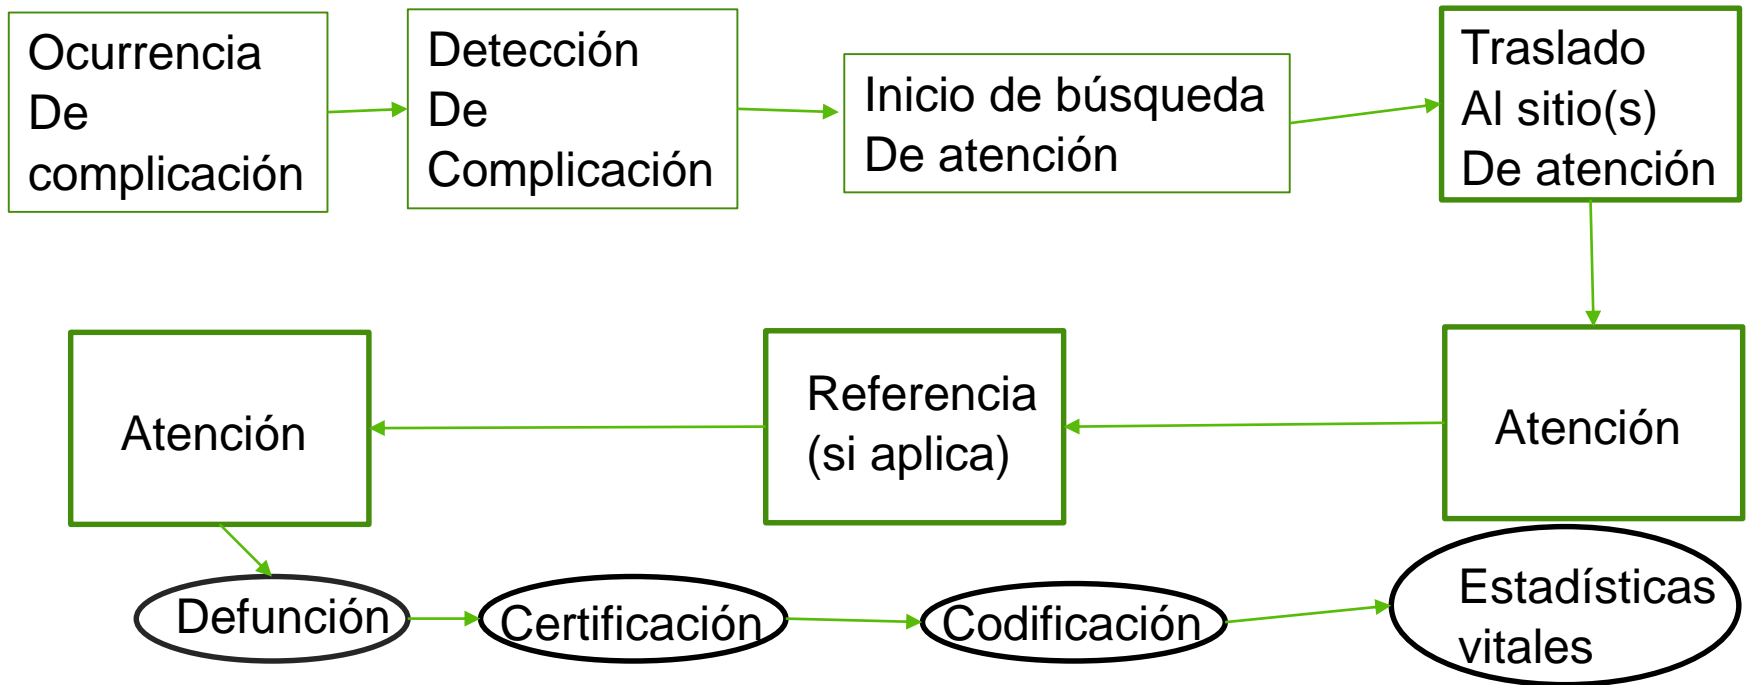 Ocurrencia
De
complicación
Detección
De
Complicación
Inicio de búsqueda
De atención
Traslado
Al sitio(s)
De atención
Atención
Referencia
(si aplica)
Atención
Defunción
Certificación
Codificación
Estadísticas
vitales